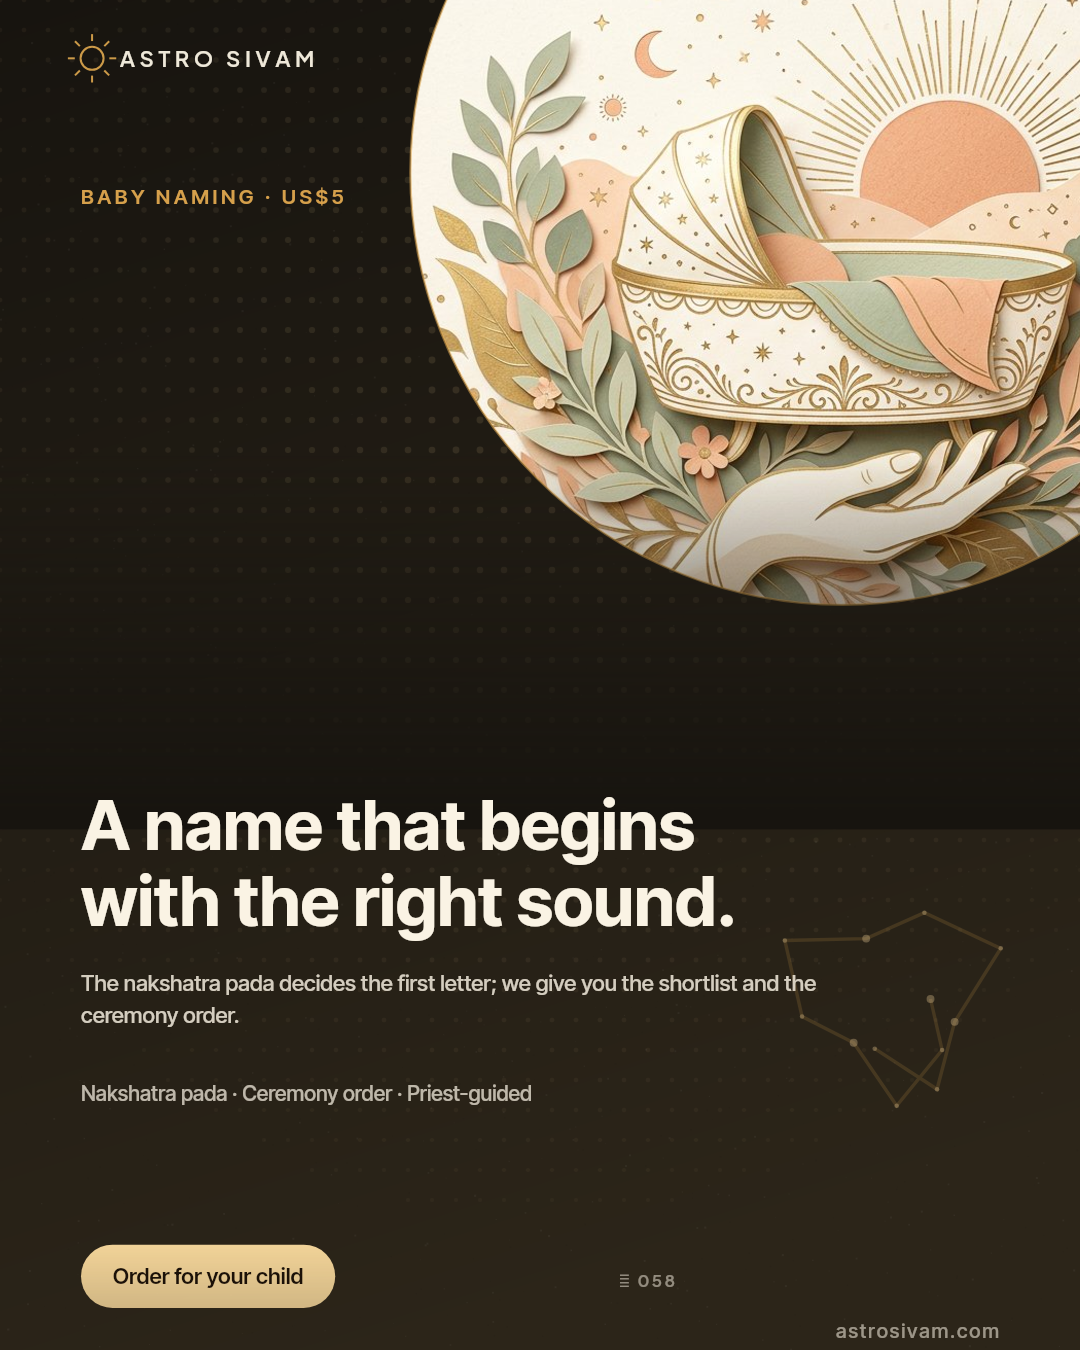 ASTRO SIVAM
BABY NAMING · US$5
A name that begins
with the right sound.
The nakshatra pada decides the first letter; we give you the shortlist and the
ceremony order.
Nakshatra pada · Ceremony order · Priest-guided
Order for your child
058
astrosivam.com